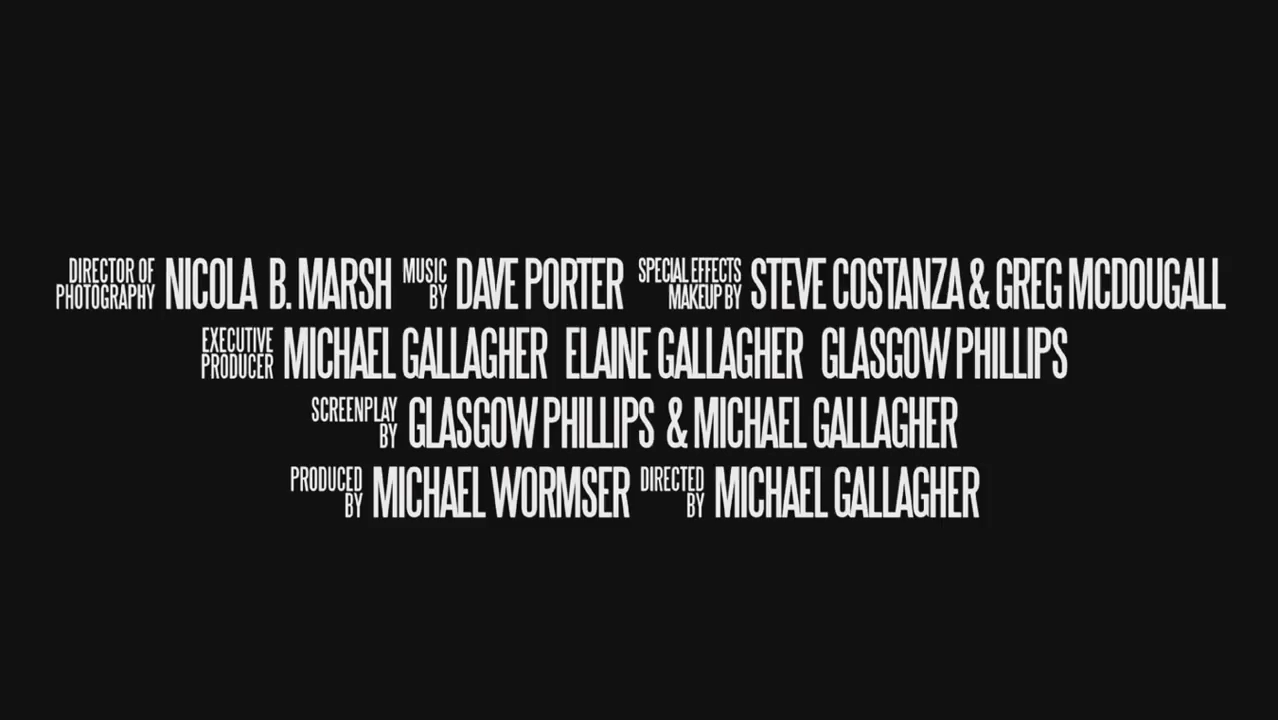 DIRECTOR OF PHOTOGRAPHY NICOLA B. MARSH MUSIC BY DAVE PORTER SPECIAL EFFECTS MAKEUP BY STEVE COSTANZA & GREG MCDOUGALL
EXECUTIVE PRODUCER MICHAEL GALLAGHER ELAINE GALLAGHER GLASGOW PHILLIPS
SCREENPLAY BY GLASGOW PHILLIPS & MICHAEL GALLAGHER
PRODUCED BY MICHAEL WORMSER DIRECTED BY MICHAEL GALLAGHER